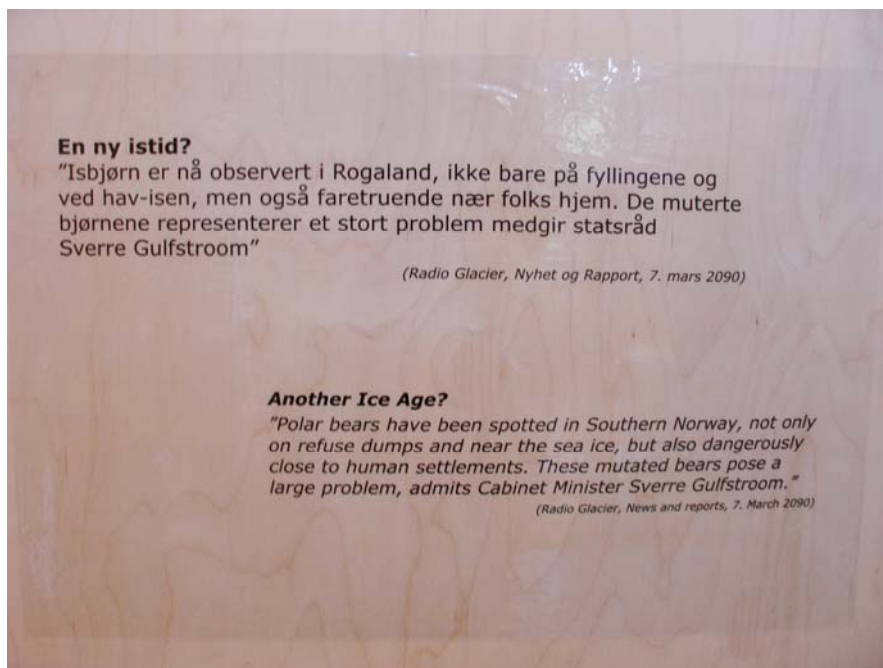 En ny istid?
"Isbjørn er nå observert i Rogaland, ikke bare på fyllingene og
ved hav-isen, men også faretruende nær folks hjem. De muterte
bjørnene representerer et stort problem medgir statsråd
Sverre Gulfstroom"
(Radio Glacier, Nyhet og Rapport, 7. mars 2090)
Another Ice Age?
"Polar bears have been spotted in Southern Norway, not only
on refuse dumps and near the sea ice, but also dangerously
close to human settlements. These mutated bears pose a
large problem, admits Cabinet Minister Sverre Gulfstroom."
(Radio Glacier, News and reports, 7. March 2090)